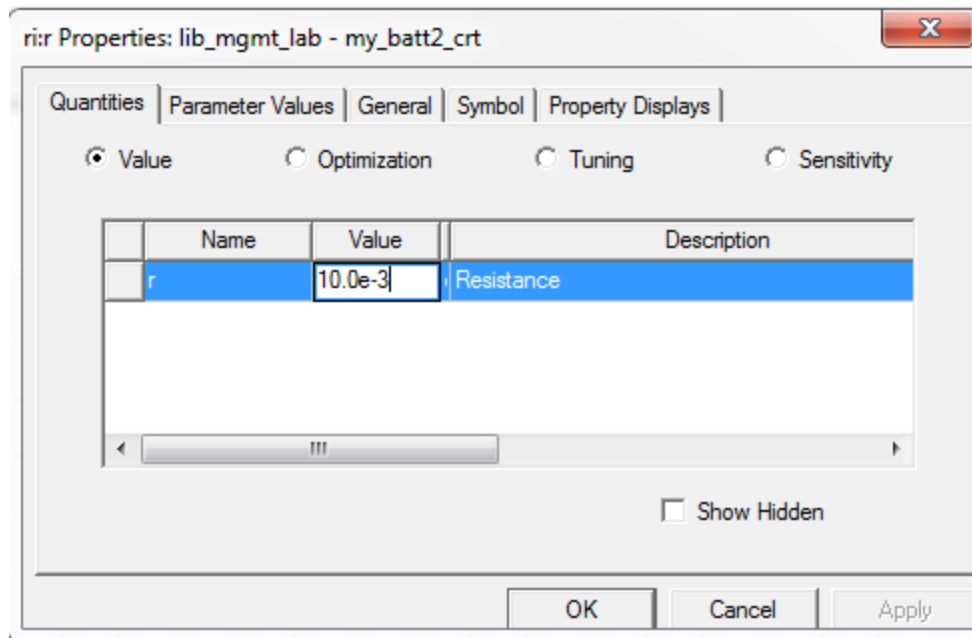 ri:r Properties: lib_mgmt_lab - my_batt2_crt
Quantities Parameter Values General Symbol Property Displays
Value Optimization Tuning Sensitivity
Name Value Description
r 10.0e-3 Resistance
Show Hidden
OK Cancel Apply